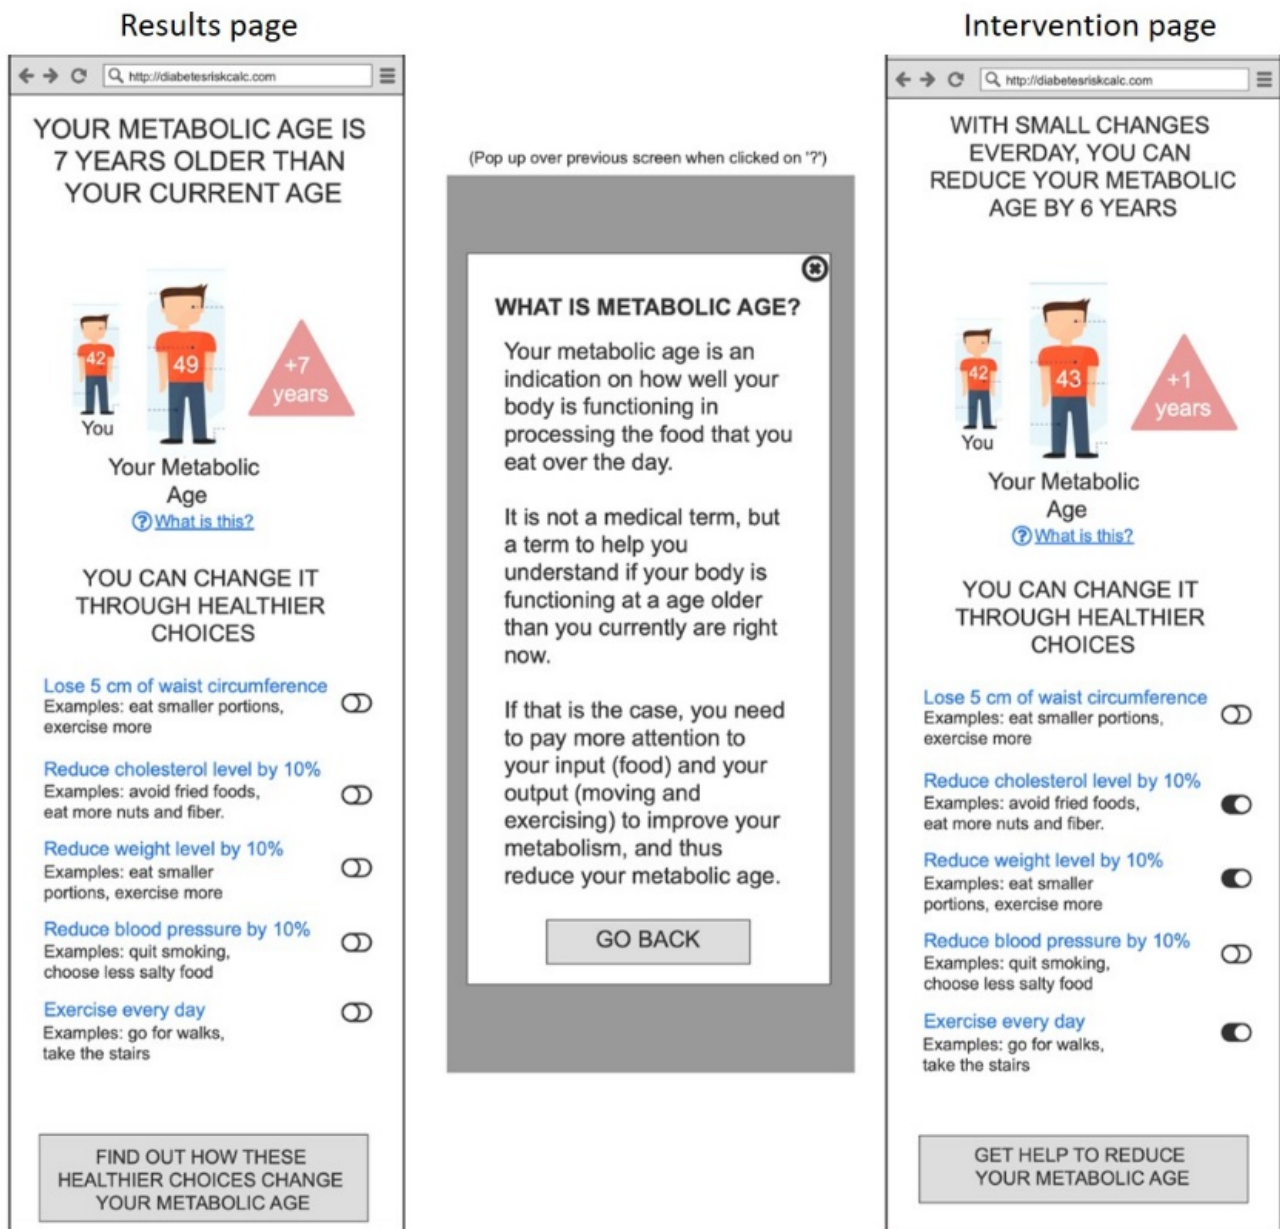 Results page
http://diabetesriskcalc.com
YOUR METABOLIC AGE IS
7 YEARS OLDER THAN
YOUR CURRENT AGE
42
49
+7
years
You
Your Metabolic
Age
? What is this?
YOU CAN CHANGE IT
THROUGH HEALTHIER
CHOICES
Lose 5 cm of waist circumference
Examples: eat smaller portions,
exercise more
Reduce cholesterol level by 10%
Examples: avoid fried foods,
eat more nuts and fiber.
Reduce weight level by 10%
Examples: eat smaller
portions, exercise more
Reduce blood pressure by 10%
Examples: quit smoking,
choose less salty food
Exercise every day
Examples: go for walks,
take the stairs
FIND OUT HOW THESE
HEALTHIER CHOICES CHANGE
YOUR METABOLIC AGE
(Pop up over previous screen when clicked on '?')
WHAT IS METABOLIC AGE?
Your metabolic age is an
indication on how well your
body is functioning in
processing the food that you
eat over the day.
It is not a medical term, but
a term to help you
understand if your body is
functioning at a age older
than you currently are right
now.
If that is the case, you need
to pay more attention to
your input (food) and your
output (moving and
exercising) to improve your
metabolism, and thus
reduce your metabolic age.
GO BACK
Intervention page
http://diabetesriskcalc.com
WITH SMALL CHANGES
EVERDAY, YOU CAN
REDUCE YOUR METABOLIC
AGE BY 6 YEARS
42
43
+1
years
You
Your Metabolic
Age
? What is this?
YOU CAN CHANGE IT
THROUGH HEALTHIER
CHOICES
Lose 5 cm of waist circumference
Examples: eat smaller portions,
exercise more
Reduce cholesterol level by 10%
Examples: avoid fried foods,
eat more nuts and fiber.
Reduce weight level by 10%
Examples: eat smaller
portions, exercise more
Reduce blood pressure by 10%
Examples: quit smoking,
choose less salty food
Exercise every day
Examples: go for walks,
take the stairs
GET HELP TO REDUCE
YOUR METABOLIC AGE